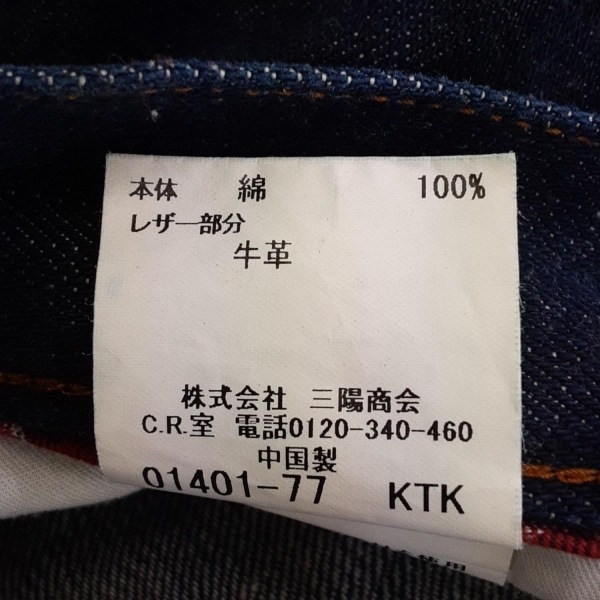 本体 綿 100%
レザー部分
牛革
株式会社 三陽商会
C.R.室 電話0120-340-460
中国製
01401-77 KTK